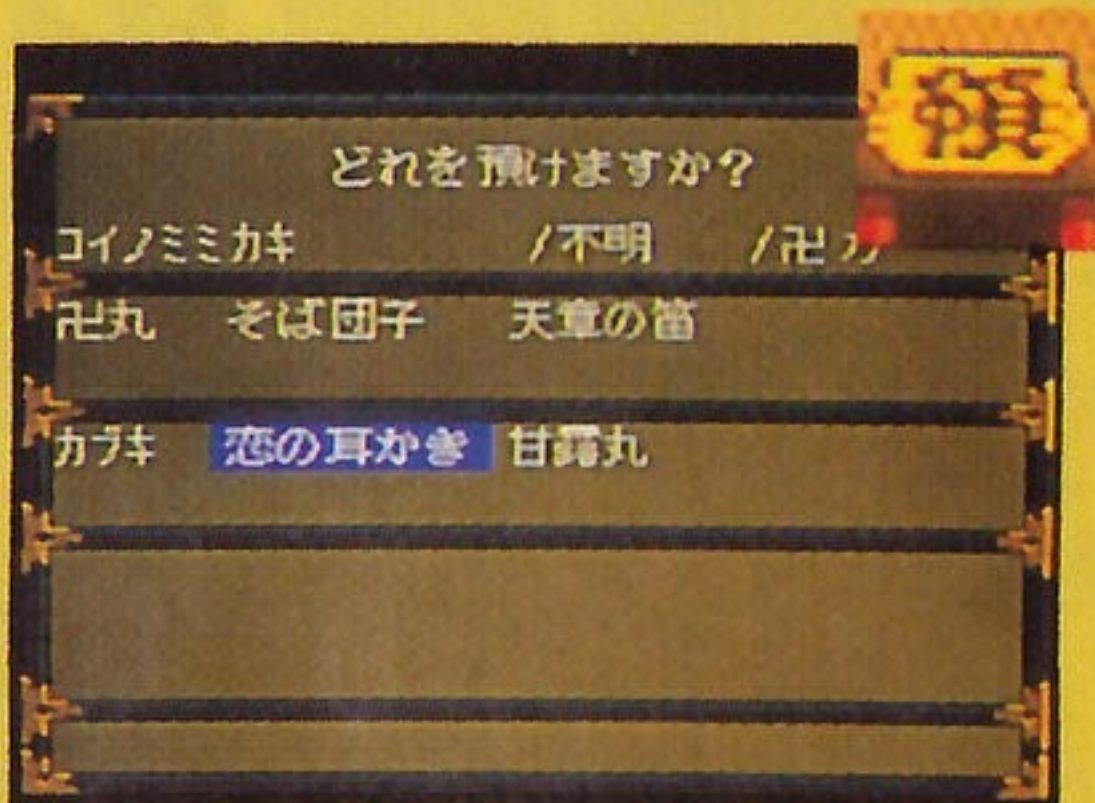 預
どれを預けますか？
コイノミミカキ /不明 /卍 カ
卍丸 そば団子 天章の笛
カブキ 恋の耳かき 甘露丸